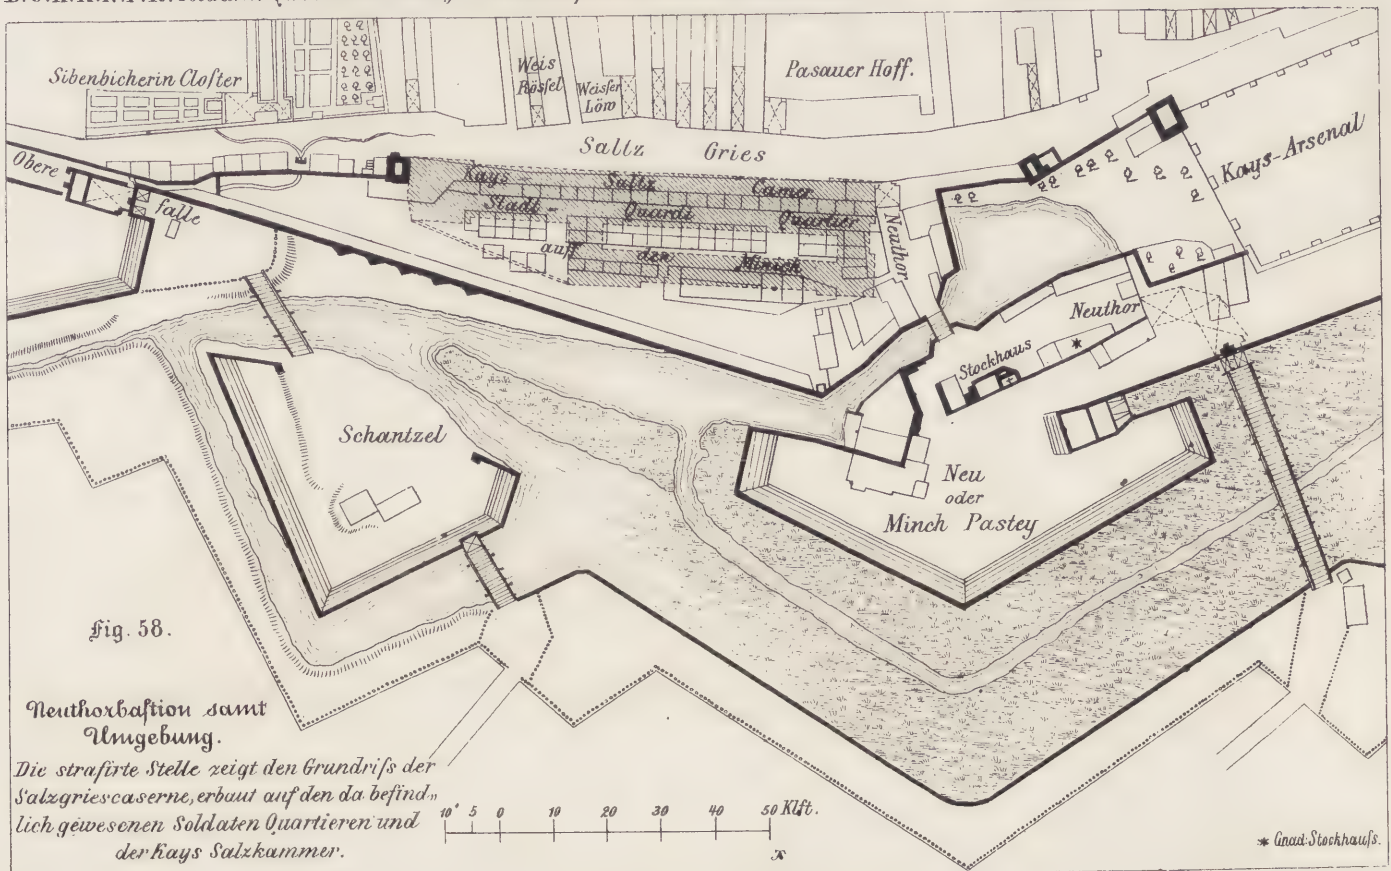 Sibenbicherin Closter
Weis
Rössel
Weisser
Löw
Pasauer Hoff.
Saltz Gries
Kays-Arsenal
Obere
falle
Kays - Saltz Camer
Stadt - Quardi Quartier
auff den Minich
Neuthor
Neuthor
Stockhaus
Schantzel
Neu
oder
Minch Pastey
Fig. 58.
Neuthorbastion samt
Umgebung.
Die strafirte Stelle zeigt den Grundriss der
Salzgriescaserne, erbaut auf den da befind„
lich gewesenen Soldaten Quartieren und
der Kays Salzkammer.
10° 5 0 10 20 30 40 50 Klft.
* Gnad: Stockhauss.